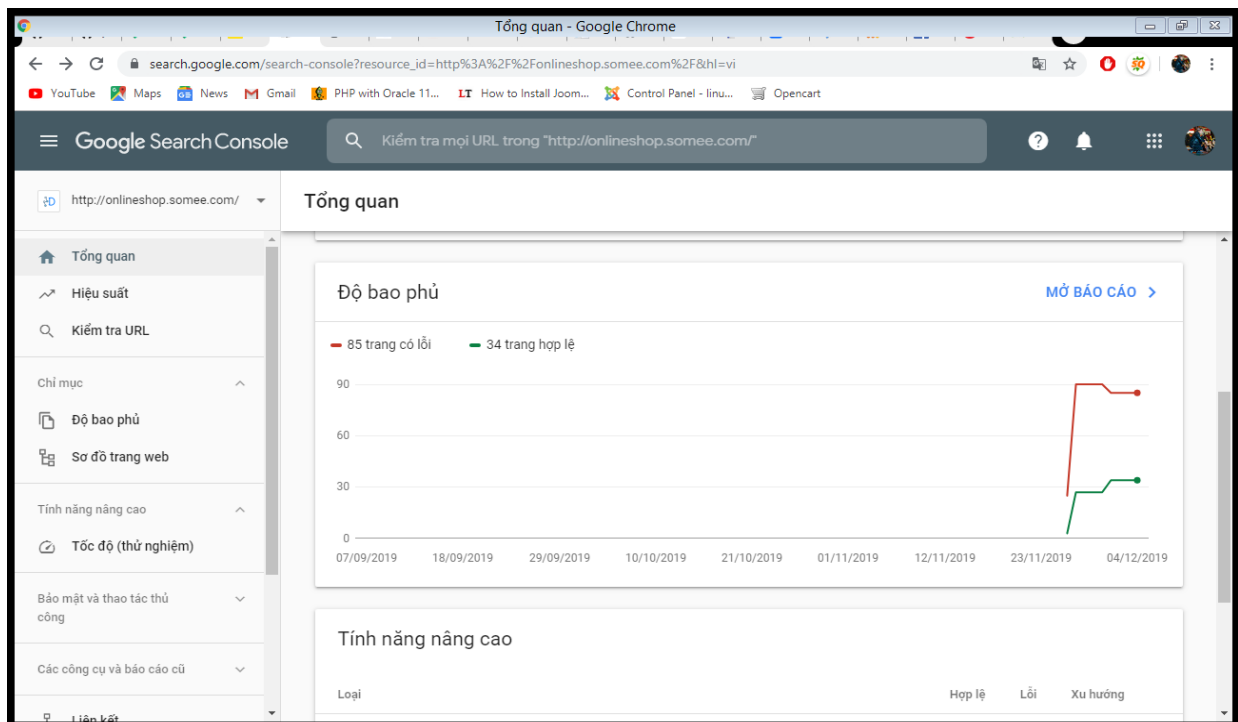 Tổng quan - Google Chrome
search.google.com/search-console?resource_id=http%3A%2F%2Fonlineshop.somee.com%2F&hl=vi
YouTube Maps News Gmail PHP with Oracle 11... LT How to Install Joom... Control Panel - linu... Opencart
Google Search Console
Kiểm tra mọi URL trong "http://onlineshop.somee.com/"
http://onlineshop.somee.com/
Tổng quan
Tổng quan
Hiệu suất
Kiểm tra URL
Chỉ mục
Độ bao phủ
Sơ đồ trang web
Tính năng nâng cao
Tốc độ (thử nghiệm)
Bảo mật và thao tác thủ
công
Các công cụ và báo cáo cũ
Liên kết
Độ bao phủ
MỞ BÁO CÁO
85 trang có lỗi 34 trang hợp lệ
90
60
30
0
07/09/2019 18/09/2019 29/09/2019 10/10/2019 21/10/2019 01/11/2019 12/11/2019 23/11/2019 04/12/2019
Tính năng nâng cao
Loại Hợp lệ Lỗi Xu hướng